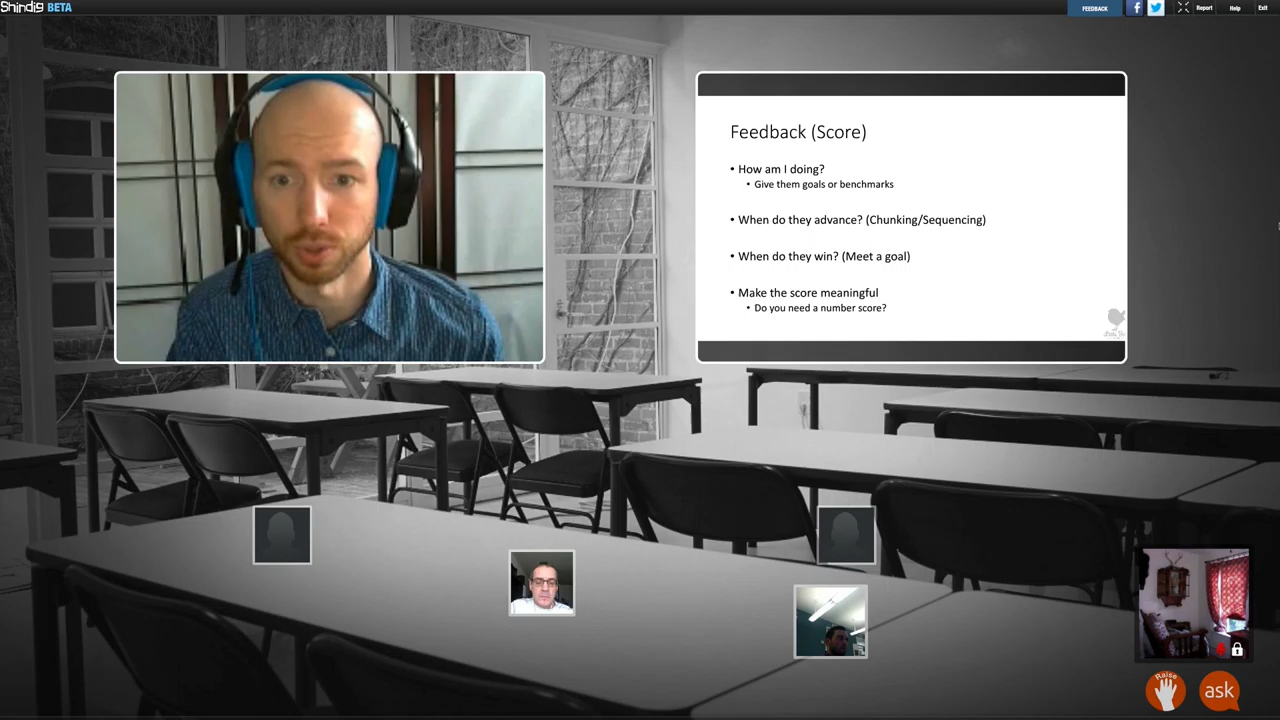 Shindig BETA
FEEDBACK
Report
Help
Exit
Feedback (Score)
• How am I doing?
• Give them goals or benchmarks
• When do they advance? (Chunking/Sequencing)
• When do they win? (Meet a goal)
• Make the score meaningful
• Do you need a number score?
Raise
ask